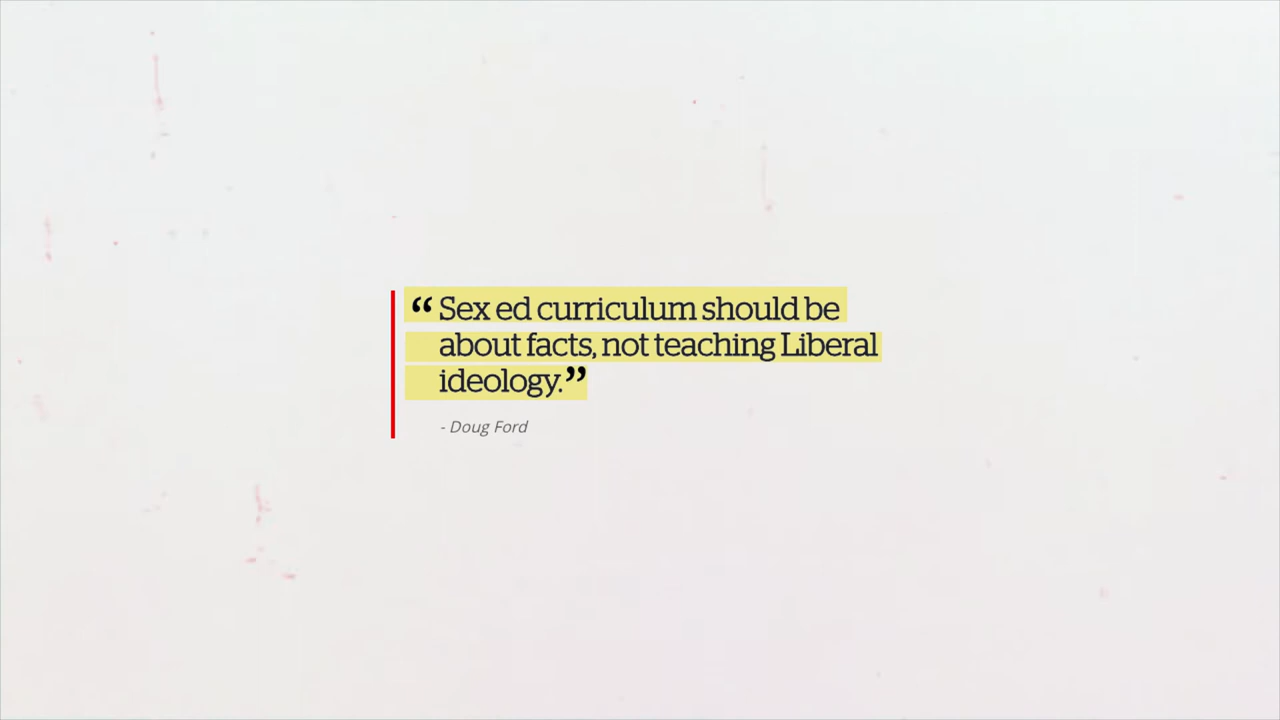 “Sex ed curriculum should be
about facts, not teaching Liberal
ideology.”
- Doug Ford